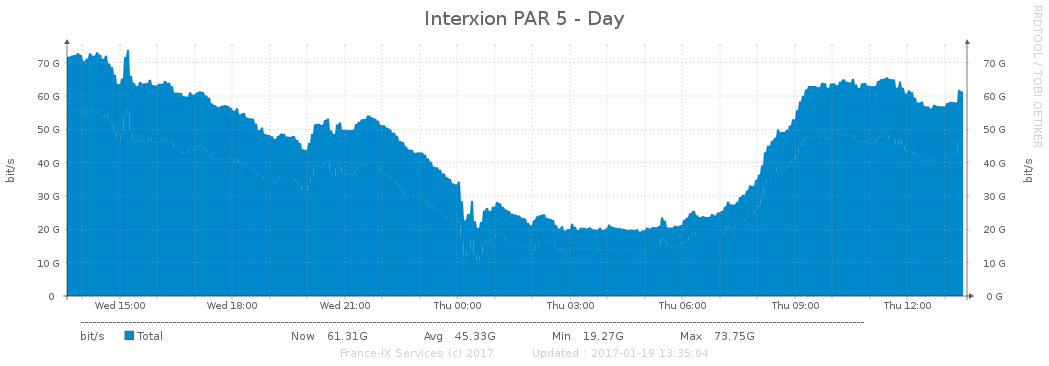 Interxion PAR 5 - Day
RRDTOOL / TOBI OETIKER
bit/s
bit/s
70 G 70 G
60 G 60 G
50 G 50 G
40 G 40 G
30 G 30 G
20 G 20 G
10 G 10 G
0 0 G
Wed 15:00 Wed 18:00 Wed 21:00 Thu 00:00 Thu 03:00 Thu 06:00 Thu 09:00 Thu 12:00
bit/s Total Now 61.31G Avg 45.33G Min 19.27G Max 73.75G
France-IX Services (c) 2017 Updated : 2017-01-19 13:35:04